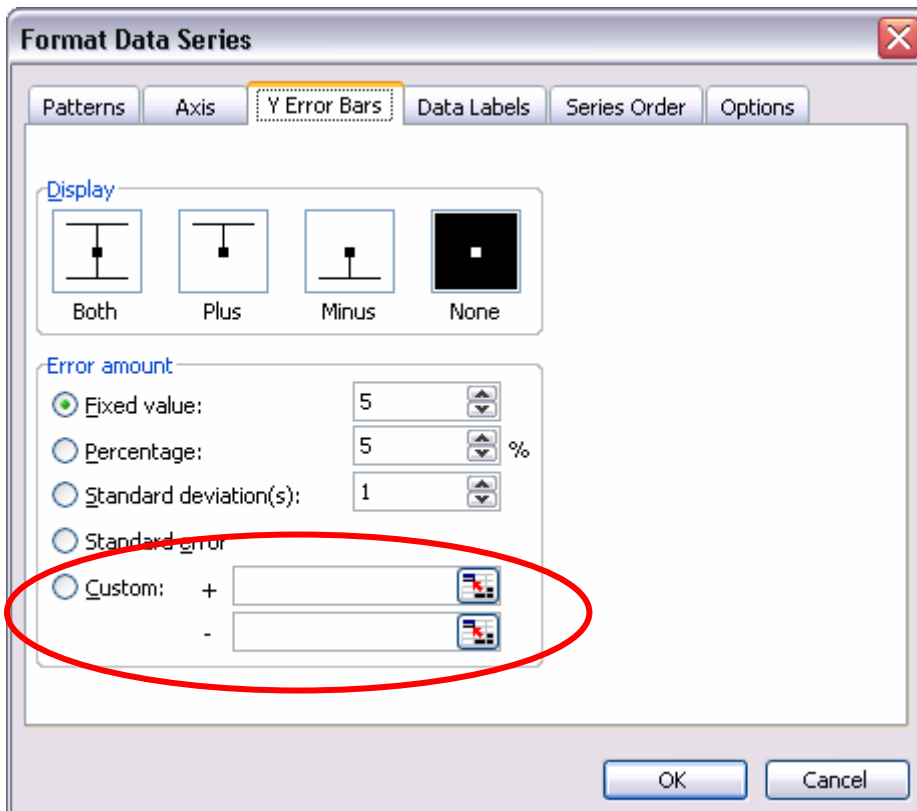 Format Data Series
Patterns Axis Y Error Bars Data Labels Series Order Options
Display
Both Plus Minus None
Error amount
Fixed value: 5
Percentage: 5 %
Standard deviation(s): 1
Standard error
Custom: +
-
OK Cancel